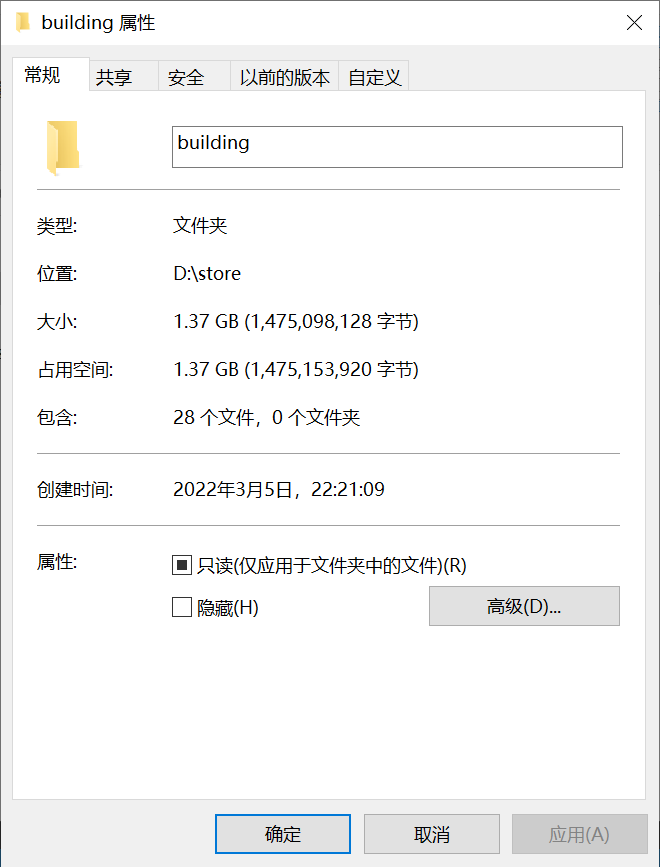 building 属性
常规 共享 安全 以前的版本 自定义
building
类型: 文件夹
位置: D:\store
大小: 1.37 GB (1,475,098,128 字节)
占用空间: 1.37 GB (1,475,153,920 字节)
包含: 28 个文件，0 个文件夹
创建时间: 2022年3月5日，22:21:09
属性: 只读(仅应用于文件夹中的文件)(R)
隐藏(H) 高级(D)...
确定 取消 应用(A)